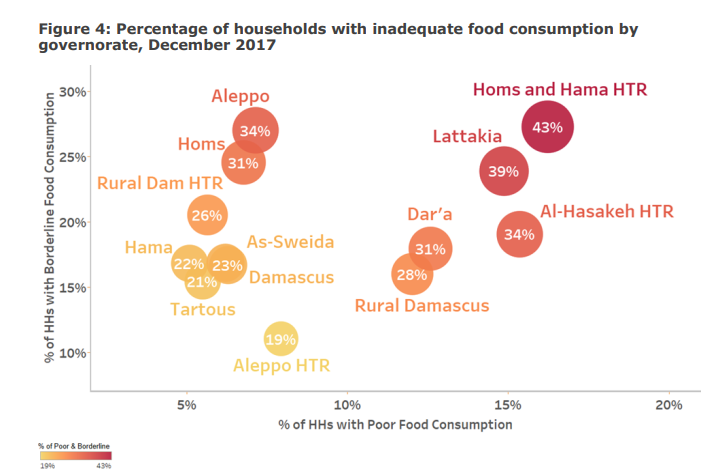 Figure 4: Percentage of households with inadequate food consumption by
governorate, December 2017
% of HHs with Borderline Food Consumption
30%
25%
20%
15%
10%
Aleppo
34%
Homs
31%
Rural Dam HTR
26%
Hama
22%
As-Sweida
23%
Damascus
21%
Tartous
19%
Aleppo HTR
Homs and Hama HTR
43%
Lattakia
39%
Al-Hasakeh HTR
34%
Dar’a
31%
28%
Rural Damascus
5%
10%
15%
20%
% of HHs with Poor Food Consumption
% of Poor & Borderline
19%
43%